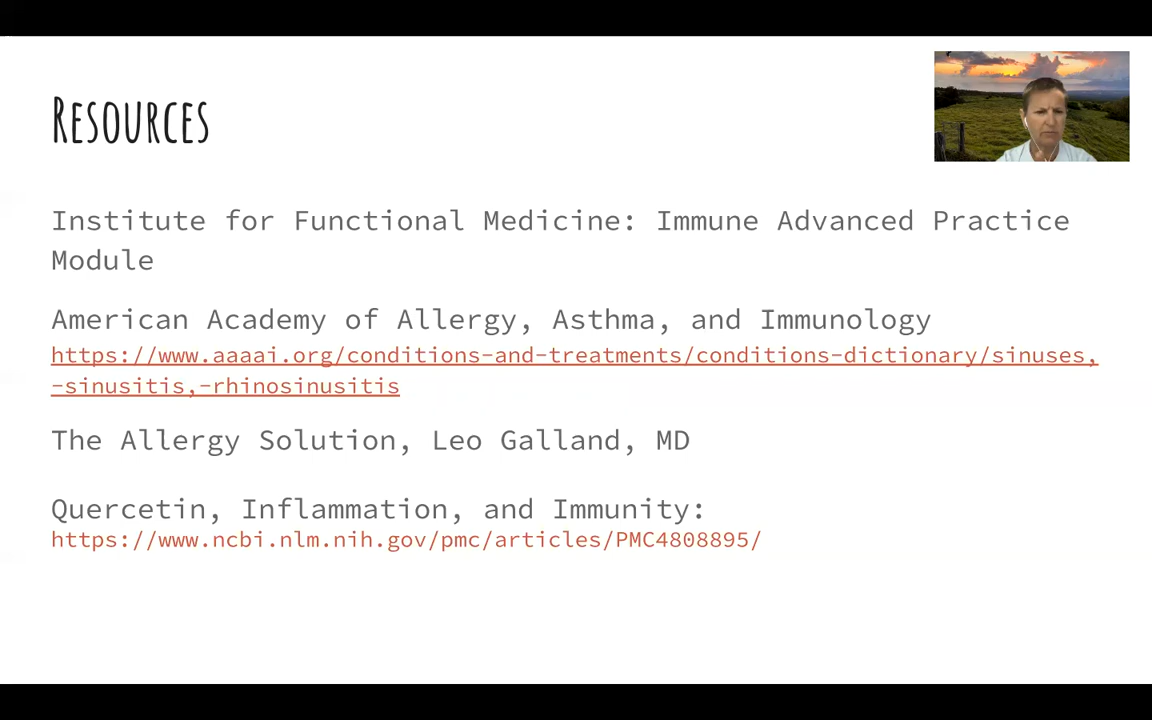 Resources
Institute for Functional Medicine: Immune Advanced Practice
Module
American Academy of Allergy, Asthma, and Immunology
https://www.aaaai.org/conditions-and-treatments/conditions-dictionary/sinuses,
-sinusitis,-rhinosinusitis
The Allergy Solution, Leo Galland, MD
Quercetin, Inflammation, and Immunity:
https://www.ncbi.nlm.nih.gov/pmc/articles/PMC4808895/